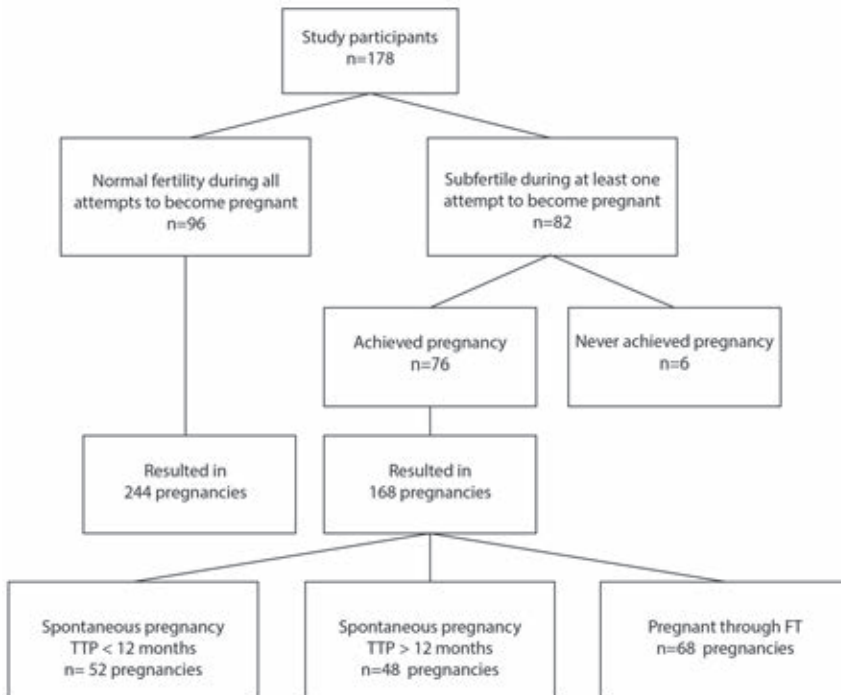 Study participants
n=178
Normal fertility during all
attempts to become pregnant
n=96
Subfertile during at least one
attempt to become pregnant
n=82
Achieved pregnancy
n=76
Never achieved pregnancy
n=6
Resulted in
244 pregnancies
Resulted in
168 pregnancies
Spontaneous pregnancy
TTP < 12 months
n= 52 pregnancies
Spontaneous pregnancy
TTP > 12 months
n=48 pregnancies
Pregnant through FT
n=68 pregnancies